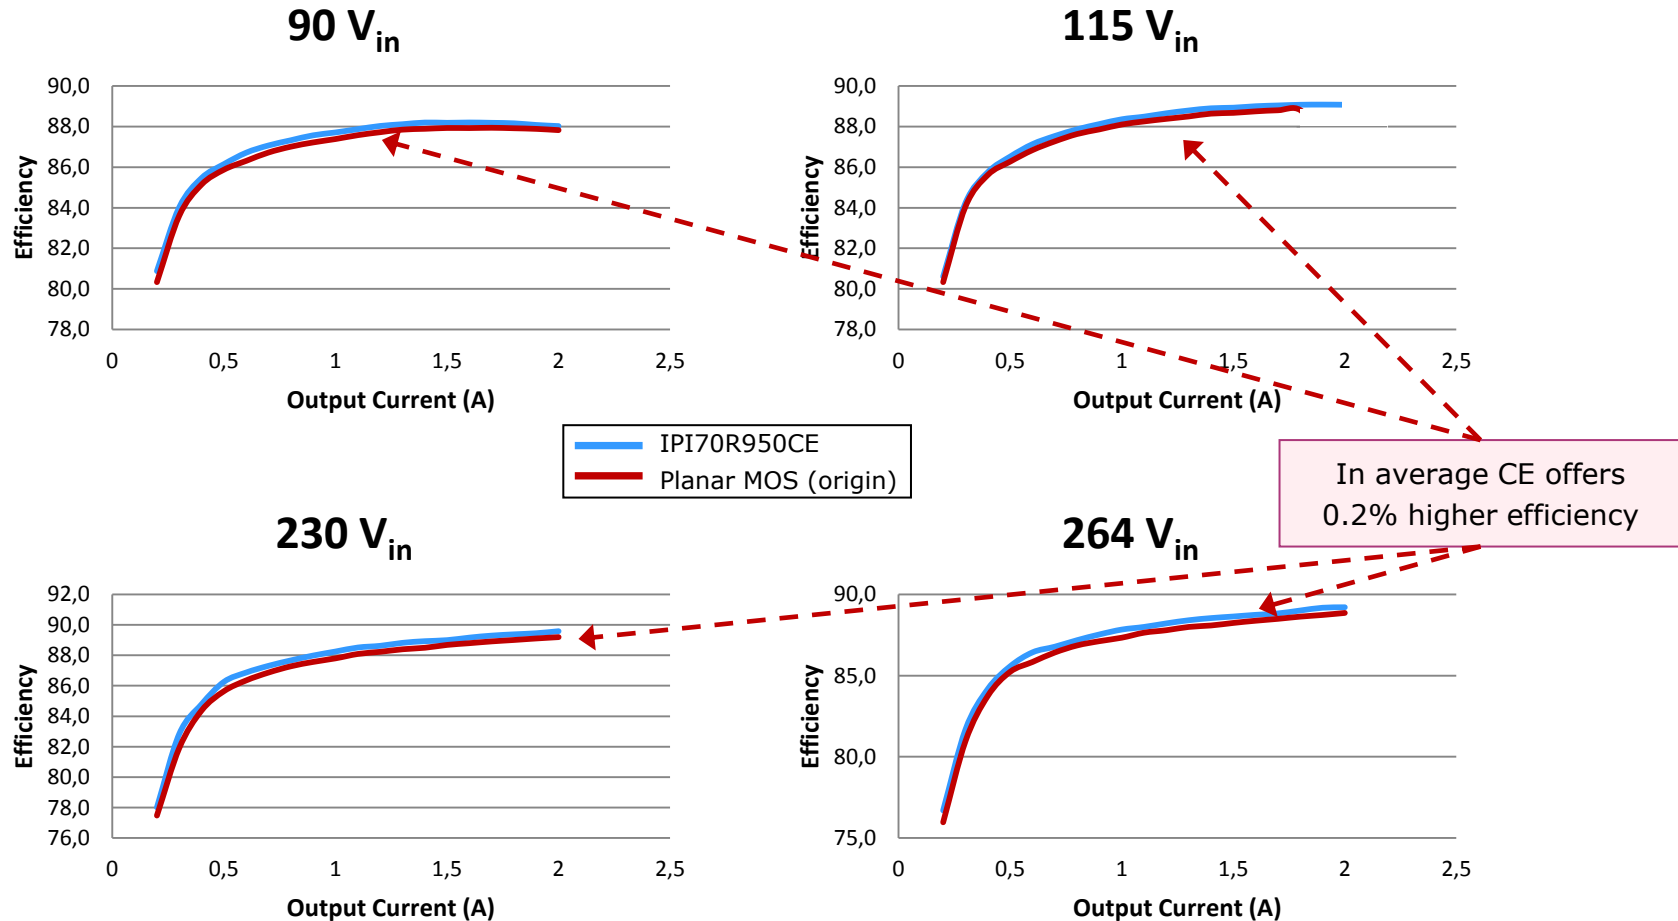 90 Vin
90,0
88,0
86,0
84,0
82,0
80,0
78,0
Efficiency
0 0,5 1 1,5 2 2,5
Output Current (A)
115 Vin
90,0
88,0
86,0
84,0
82,0
80,0
78,0
Efficiency
0 0,5 1 1,5 2 2,5
Output Current (A)
IPI70R950CE
Planar MOS (origin)
In average CE offers
0.2% higher efficiency
230 Vin
92,0
90,0
88,0
86,0
84,0
82,0
80,0
78,0
76,0
Efficiency
0 0,5 1 1,5 2 2,5
Output Current (A)
264 Vin
90,0
85,0
80,0
75,0
Efficiency
0 0,5 1 1,5 2 2,5
Output Current (A)